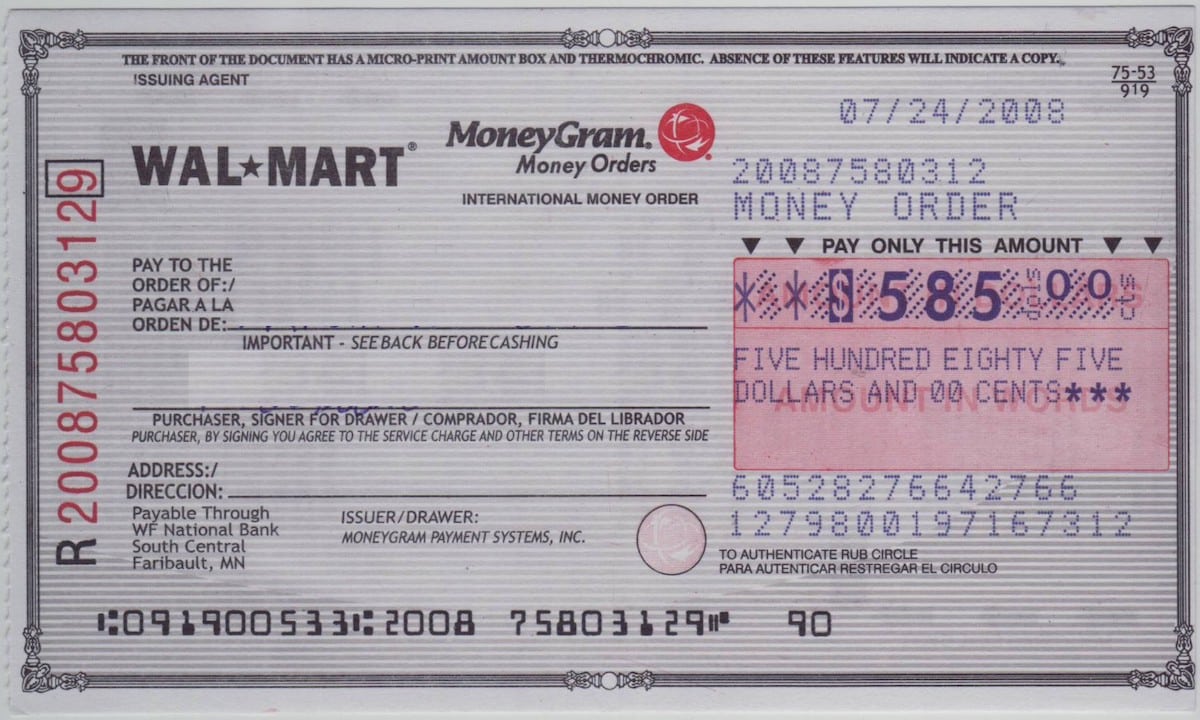 THE FRONT OF THE DOCUMENT HAS A MICRO-PRINT AMOUNT BOX AND THERMOCHROMIC. ABSENCE OF THESE FEATURES WILL INDICATE A COPY.
ISSUING AGENT
75-53
919
07/24/2008
WAL★MART®
MoneyGram.®
Money Orders
INTERNATIONAL MONEY ORDER
20087580312
MONEY ORDER
R 20087580312 9
▼ ▼ PAY ONLY THIS AMOUNT ▼ ▼
PAY TO THE
ORDER OF:/
PAGAR A LA
ORDEN DE:
**$585 dols 00 cts
IMPORTANT - SEE BACK BEFORE CASHING
FIVE HUNDRED EIGHTY FIVE
DOLLARS AND 00 CENTS***
AMOUNT IN WORDS
PURCHASER, SIGNER FOR DRAWER / COMPRADOR, FIRMA DEL LIBRADOR
PURCHASER, BY SIGNING YOU AGREE TO THE SERVICE CHARGE AND OTHER TERMS ON THE REVERSE SIDE
ADDRESS:/
DIRECCION:
60528276642766
127980019716 7312
Payable Through
WF National Bank
South Central
Faribault, MN
ISSUER/DRAWER:
MONEYGRAM PAYMENT SYSTEMS, INC.
TO AUTHENTICATE RUB CIRCLE
PARA AUTENTICAR RESTREGAR EL CIRCULO
⑆091900533⑆2008 75803129⑈ 90